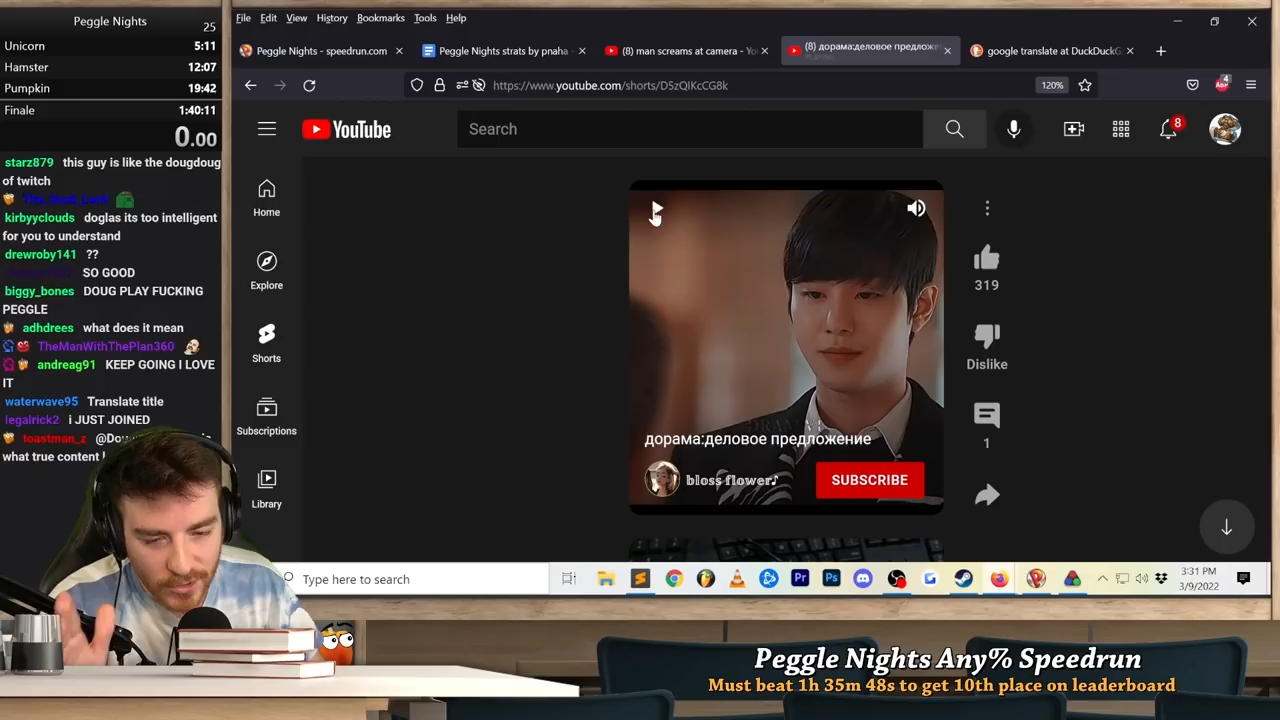 Peggle Nights
25
Unicorn 5:11
Hamster 12:07
Pumpkin 19:42
Finale 1:40:11
0.00
starz879 this guy is like the dougdoug
of twitch
kirbyyclouds doglas its too intelligent
for you to understand
drewroby141 ??
SO GOOD
biggy_bones DOUG PLAY FUCKING
PEGGLE
adhdrees what does it mean
TheManWithThePlan360
andreag91 KEEP GOING I LOVE
IT
waterwave95 Translate title
legalrick2 i JUST JOINED
toastman_z
what true content
File Edit View History Bookmarks Tools Help
Peggle Nights - speedrun.com
Peggle Nights strats by pnaha -
(8) man screams at camera - Yo
(8) дорама:деловое предложе
PLAYING
google translate at DuckDuckG
https://www.youtube.com/shorts/D5zQIKcCG8k
120%
4
YouTube
Search
8
Home
Explore
Shorts
Subscriptions
Library
319
Dislike
1
дорама:деловое предложение
bloss flower♪
SUBSCRIBE
Type here to search
Pr
Ps
3:31 PM
3/9/2022
Peggle Nights Any% Speedrun
Must beat 1h 35m 48s to get 10th place on leaderboard